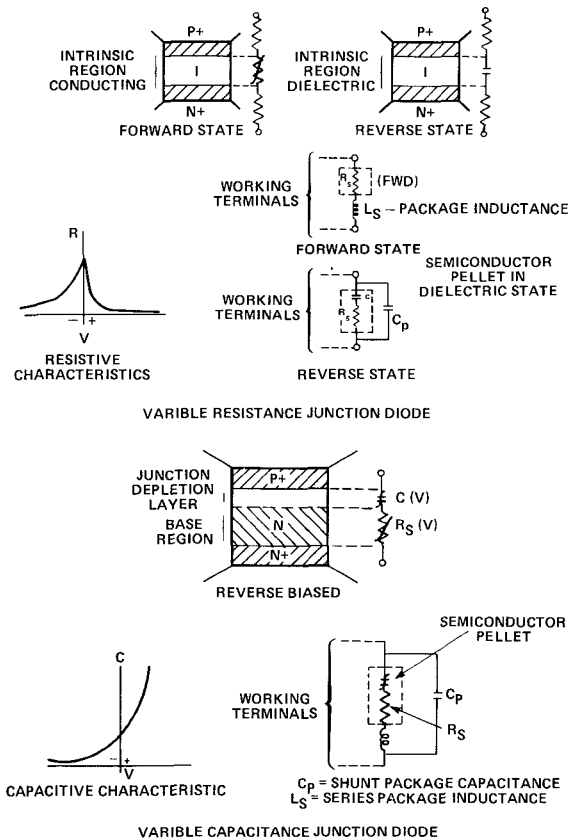 P+
INTRINSIC
REGION
CONDUCTING
I
N+
FORWARD STATE
P+
INTRINSIC
REGION
DIELECTRIC
I
N+
REVERSE STATE
WORKING
TERMINALS
RS
(FWD)
LS – PACKAGE INDUCTANCE
FORWARD STATE
SEMICONDUCTOR
PELLET IN
DIELECTRIC STATE
WORKING
TERMINALS
C
RS
CP
REVERSE STATE
R
– +
V
RESISTIVE
CHARACTERISTICS
VARIBLE RESISTANCE JUNCTION DIODE
JUNCTION
DEPLETION
LAYER
BASE
REGION
P+
I
N
N+
C (V)
RS (V)
REVERSE BIASED
C
– +
V
CAPACITIVE CHARACTERISTIC
SEMICONDUCTOR
PELLET
WORKING
TERMINALS
CP
RS
CP = SHUNT PACKAGE CAPACITANCE
LS = SERIES PACKAGE INDUCTANCE
VARIABLE CAPACITANCE JUNCTION DIODE